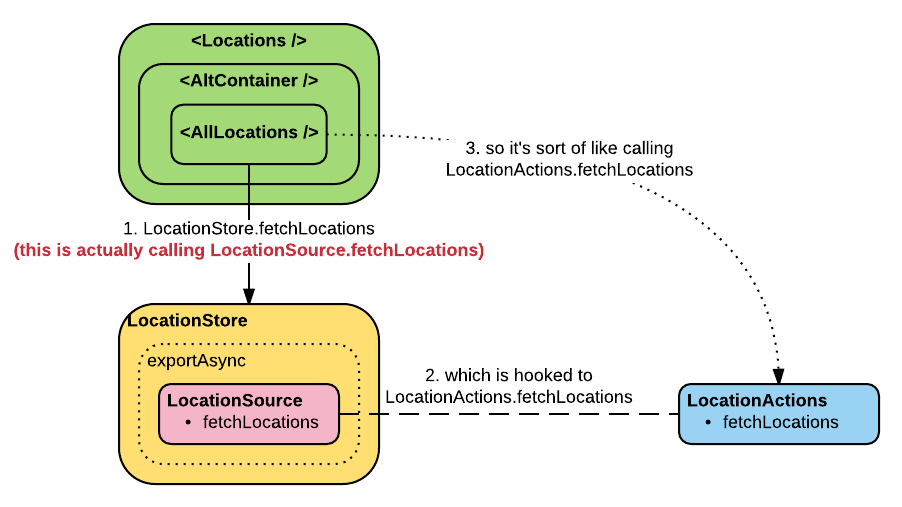 <Locations />
<AltContainer />
<AllLocations />
3. so it's sort of like calling
LocationActions.fetchLocations
1. LocationStore.fetchLocations
(this is actually calling LocationSource.fetchLocations)
LocationStore
exportAsync
LocationSource
• fetchLocations
2. which is hooked to
LocationActions.fetchLocations
LocationActions
• fetchLocations